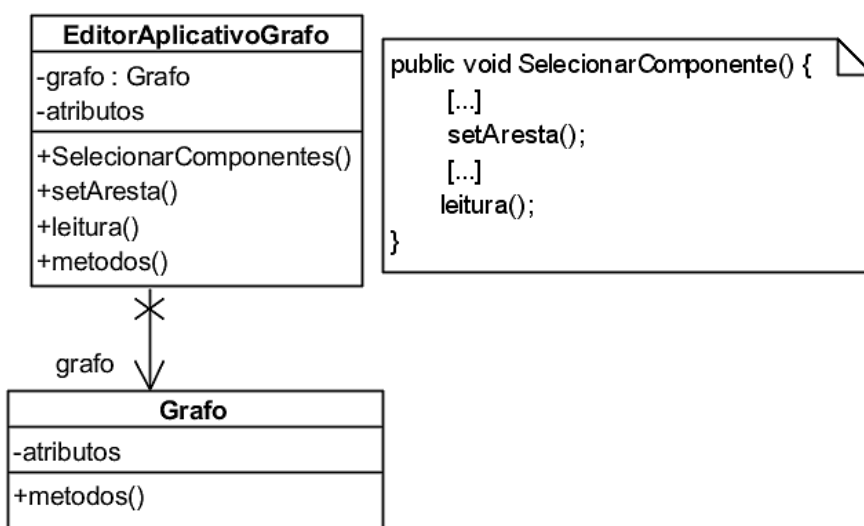 EditorAplicativoGrafo
-grafo : Grafo
-atributos
+SelecionarComponentes()
+setAresta()
+leitura()
+metodos()
public void SelecionarComponente() {
[...]
setAresta();
[...]
leitura();
}
grafo
Grafo
-atributos
+metodos()